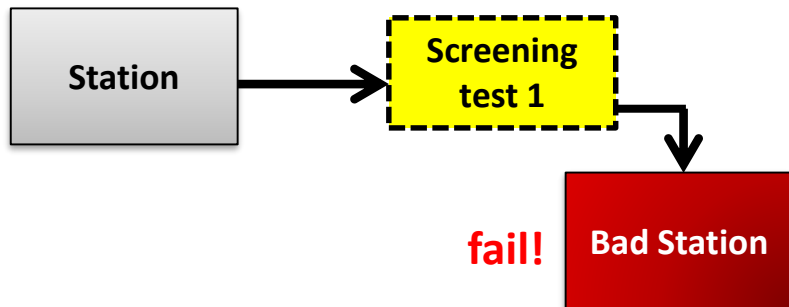 Station
Screening
test 1
fail!
Bad Station